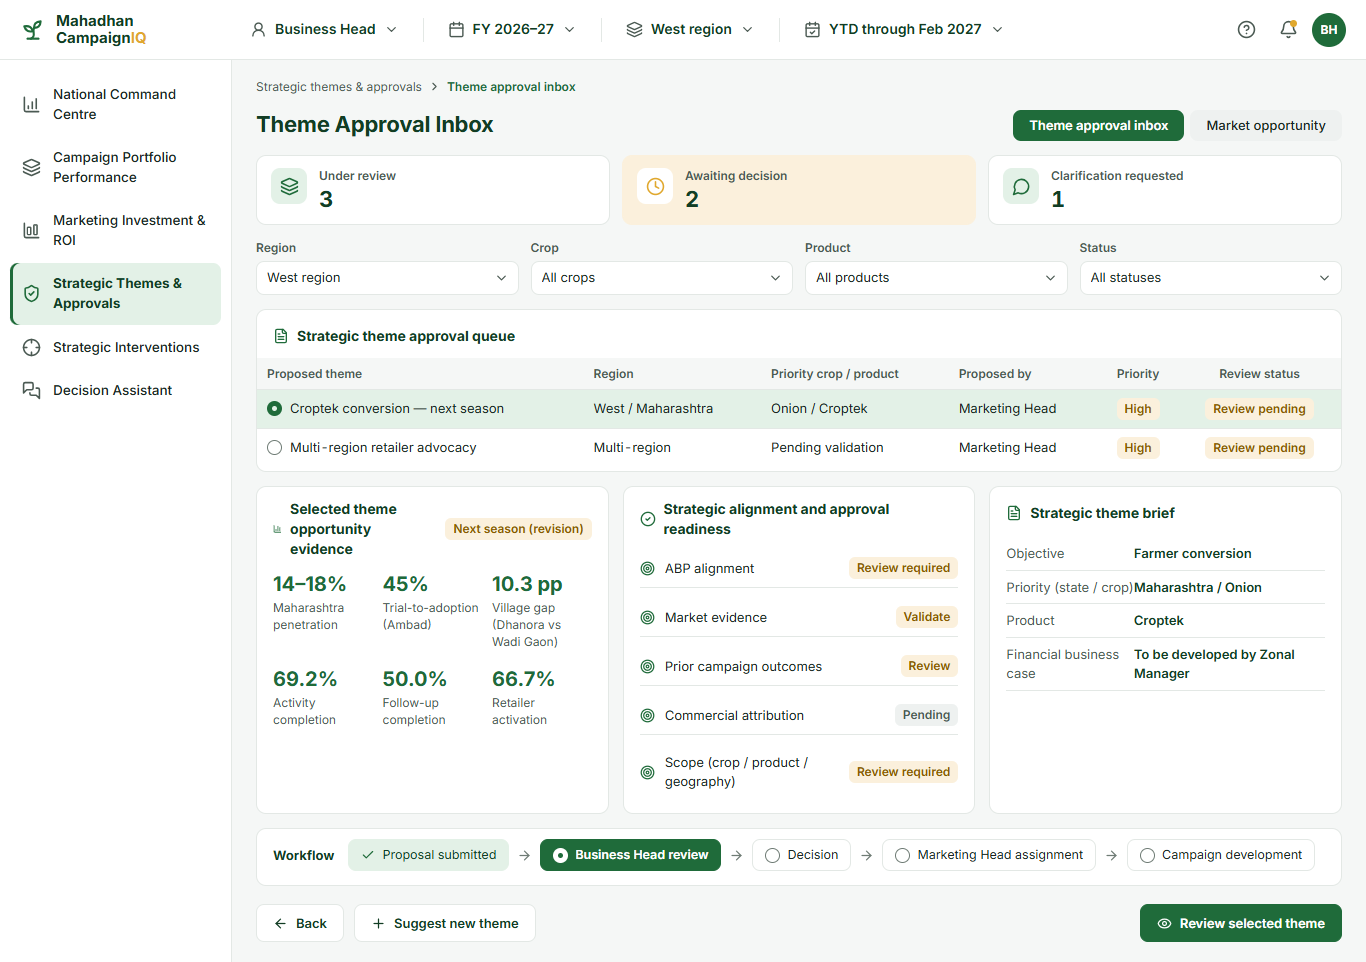 Mahadhan
CampaignIQ
Business Head
FY 2026–27
West region
YTD through Feb 2027
BH
National Command
Centre
Campaign Portfolio
Performance
Marketing Investment &
ROI
Strategic Themes &
Approvals
Strategic Interventions
Decision Assistant
Strategic themes & approvals
Theme approval inbox
Theme Approval Inbox
Theme approval inbox
Market opportunity
Under review
3
Awaiting decision
2
Clarification requested
1
Region
Crop
Product
Status
West region
All crops
All products
All statuses
Strategic theme approval queue
Proposed theme Region Priority crop / product Proposed by Priority Review status
Croptek conversion — next season West / Maharashtra Onion / Croptek Marketing Head High Review pending
Multi-region retailer advocacy Multi-region Pending validation Marketing Head High Review pending
Selected theme
opportunity
evidence
Next season (revision)
14–18%
Maharashtra
penetration
45%
Trial-to-adoption
(Ambad)
10.3 pp
Village gap
(Dhanora vs
Wadi Gaon)
69.2%
Activity
completion
50.0%
Follow-up
completion
66.7%
Retailer
activation
Strategic alignment and approval
readiness
ABP alignment Review required
Market evidence Validate
Prior campaign outcomes Review
Commercial attribution Pending
Scope (crop / product /
geography)
Review required
Strategic theme brief
Objective Farmer conversion
Priority (state / crop) Maharashtra / Onion
Product Croptek
Financial business
case
To be developed by Zonal
Manager
Workflow
Proposal submitted
Business Head review
Decision
Marketing Head assignment
Campaign development
Back
Suggest new theme
Review selected theme